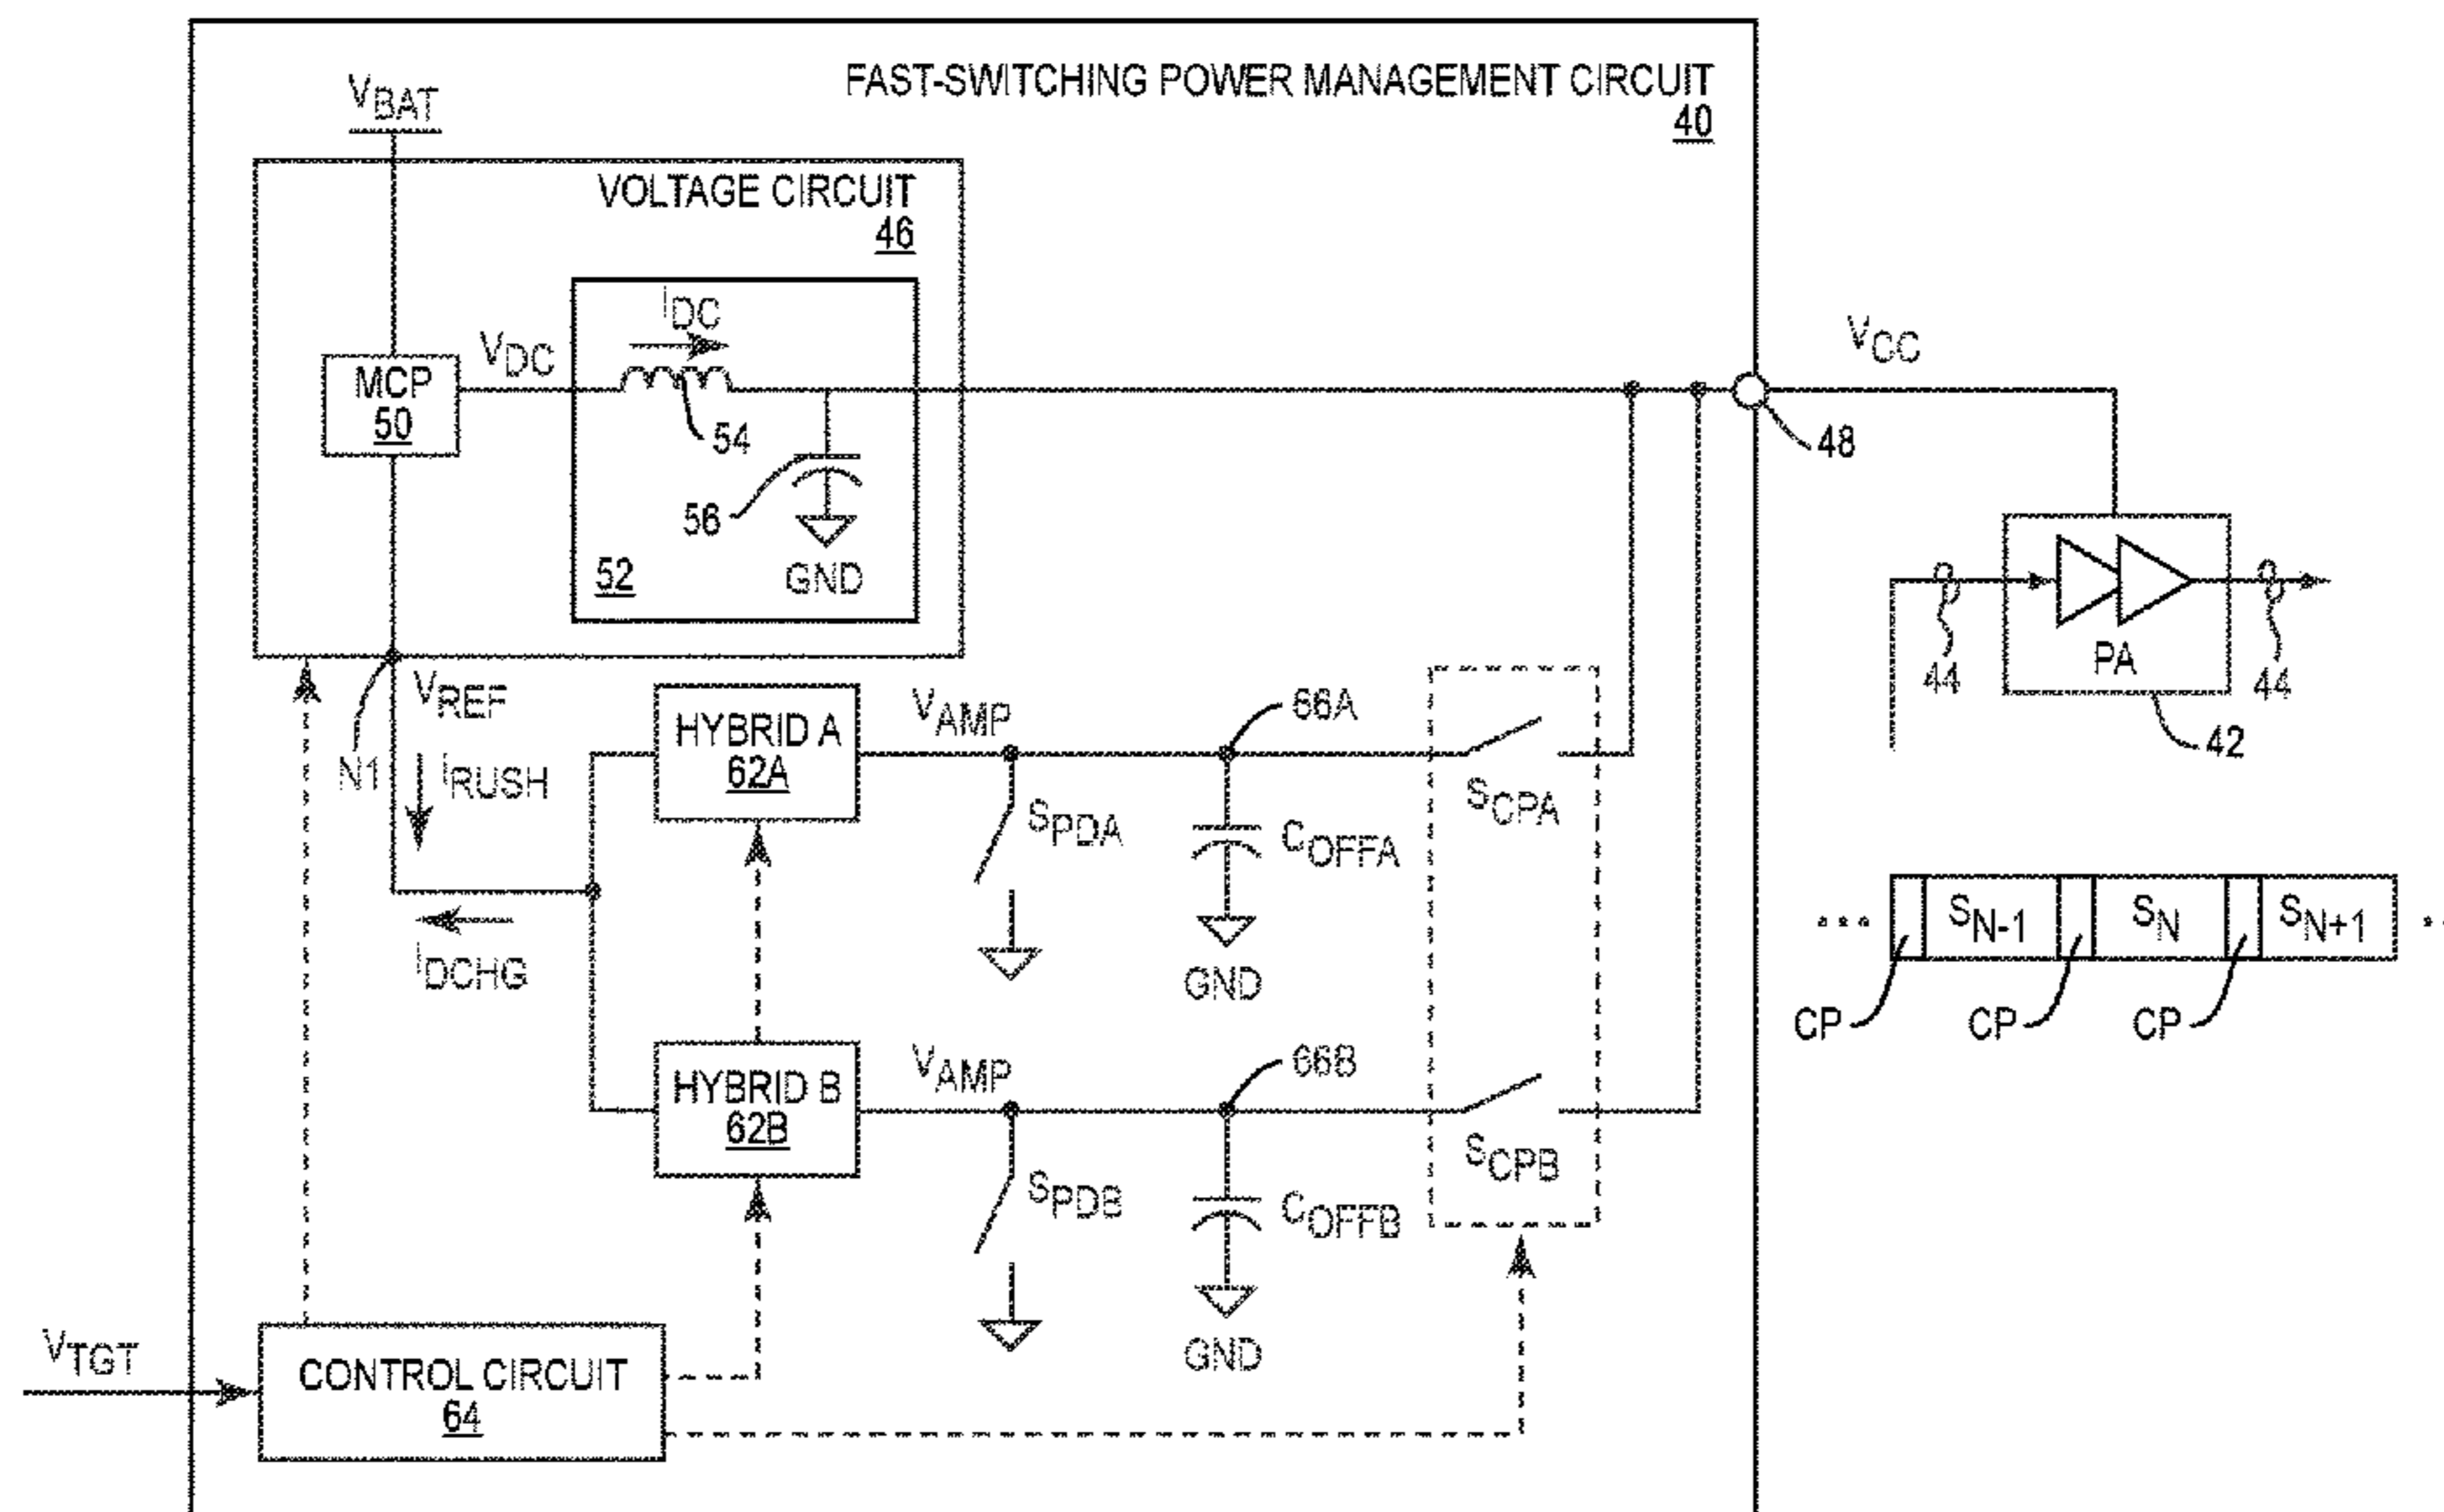 FAST-SWITCHING POWER MANAGEMENT CIRCUIT
40
VBAT
VOLTAGE CIRCUIT
46
IDC
VDC
VCC
MCP
50
54
48
56
GND
52
PA
44
44
42
VREF
N1
IRUSH
HYBRID A
62A
VAMP
66A
SPDA
COFFA
SCPA
IDCHG
GND
... SN-1 SN SN+1 ..
CP CP CP
HYBRID B
62B
VAMP
66B
SPDB
COFFB
SCPB
GND
VTGT
CONTROL CIRCUIT
64